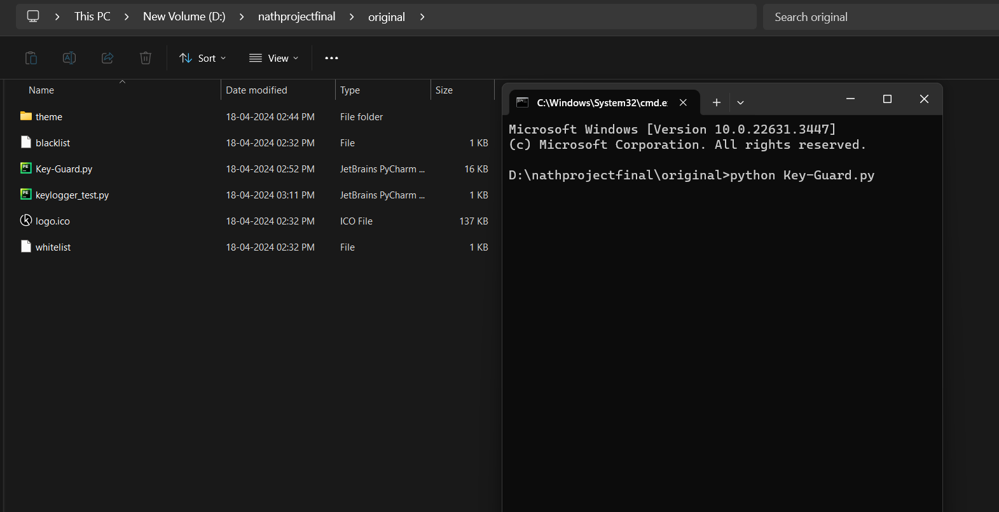 This PC > New Volume (D:) > nathprojectfinal > original >
Search original
Sort
View
Name Date modified Type Size
theme 18-04-2024 02:44 PM File folder
blacklist 18-04-2024 02:32 PM File 1 KB
Key-Guard.py 18-04-2024 02:52 PM JetBrains PyCharm ... 16 KB
keylogger_test.py 18-04-2024 03:11 PM JetBrains PyCharm ... 1 KB
logo.ico 18-04-2024 02:32 PM ICO File 137 KB
whitelist 18-04-2024 02:32 PM File 1 KB
C:\Windows\System32\cmd.e
Microsoft Windows [Version 10.0.22631.3447]
(c) Microsoft Corporation. All rights reserved.
D:\nathprojectfinal\original>python Key-Guard.py